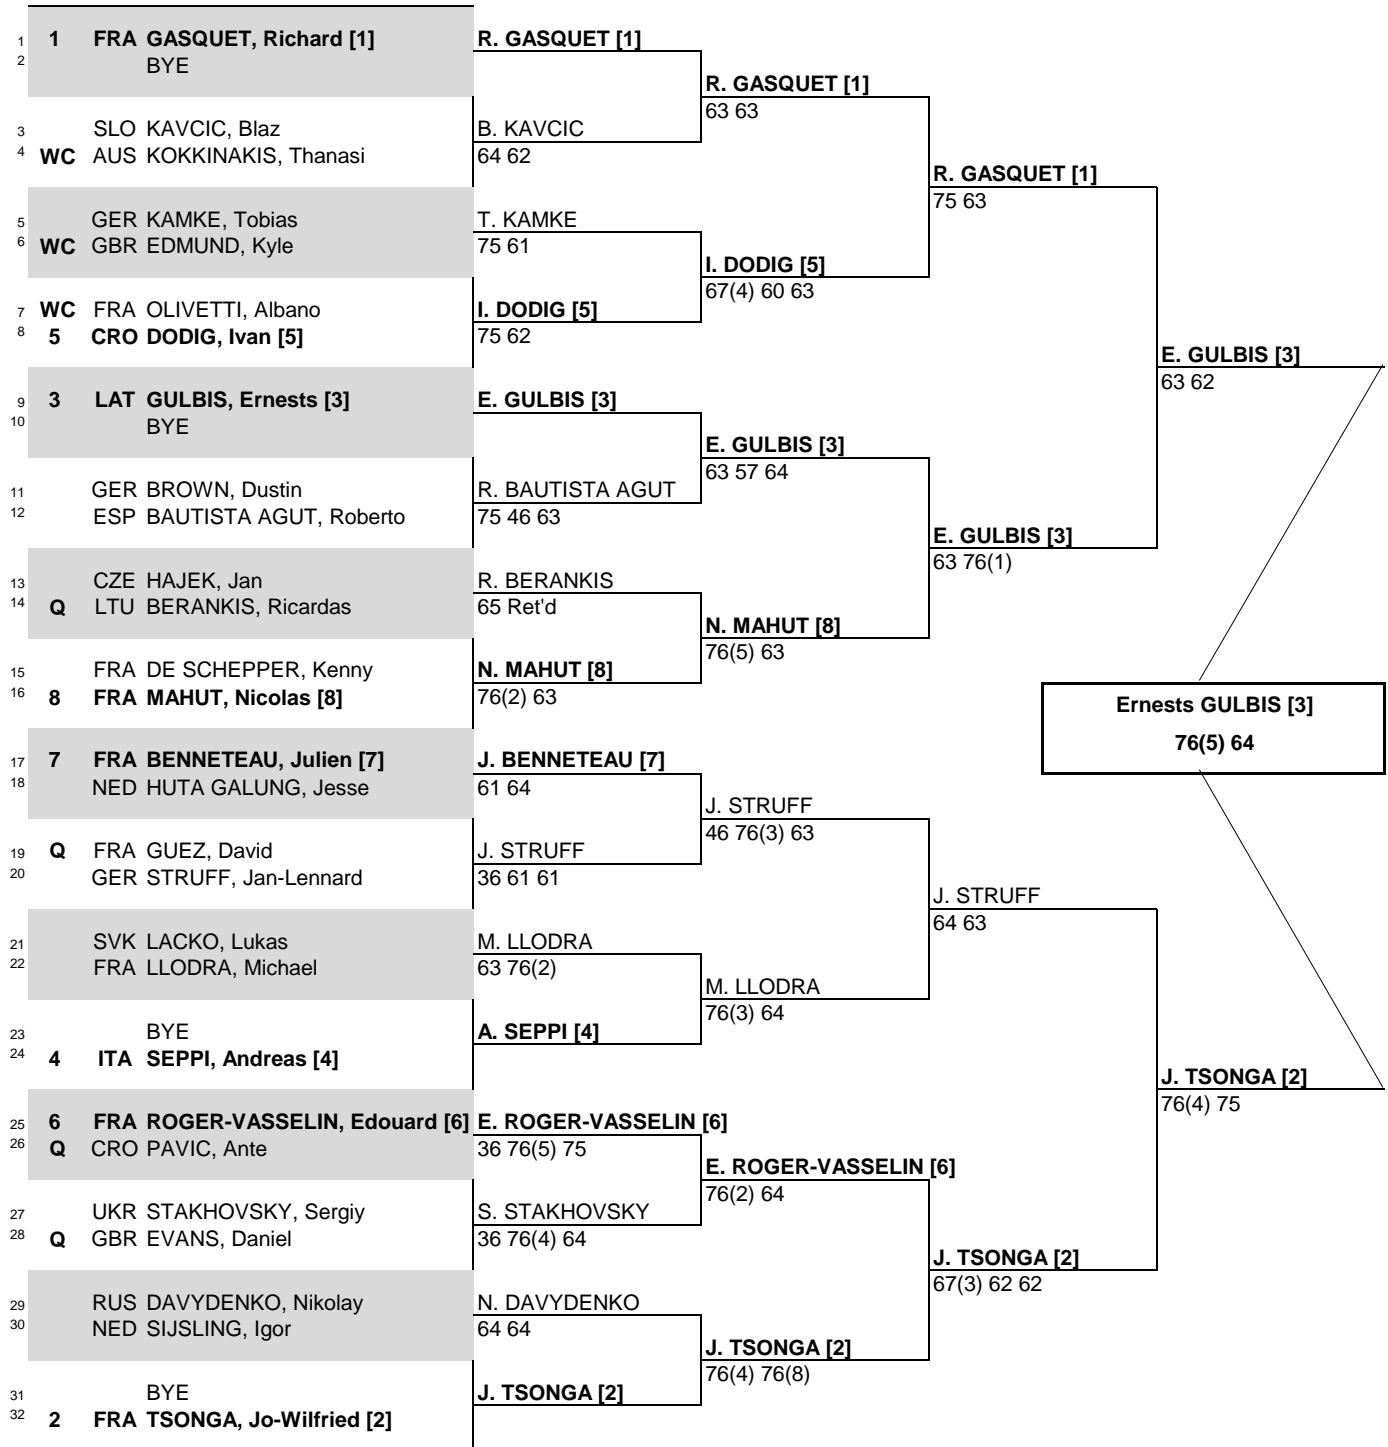 1 1 FRA GASQUET, Richard [1]
2 BYE
3 SLO KAVCIC, Blaz
4 WC AUS KOKKINAKIS, Thanasi
5 GER KAMKE, Tobias
6 WC GBR EDMUND, Kyle
7 WC FRA OLIVETTI, Albano
8 5 CRO DODIG, Ivan [5]
9 3 LAT GULBIS, Ernests [3]
10 BYE
11 GER BROWN, Dustin
12 ESP BAUTISTA AGUT, Roberto
13 CZE HAJEK, Jan
14 Q LTU BERANKIS, Ricardas
15 FRA DE SCHEPPER, Kenny
16 8 FRA MAHUT, Nicolas [8]
17 7 FRA BENNETEAU, Julien [7]
18 NED HUTA GALUNG, Jesse
19 Q FRA GUEZ, David
20 GER STRUFF, Jan-Lennard
21 SVK LACKO, Lukas
22 FRA LLODRA, Michael
23 BYE
24 4 ITA SEPPI, Andreas [4]
25 6 FRA ROGER-VASSELIN, Edouard [6]
26 Q CRO PAVIC, Ante
27 UKR STAKHOVSKY, Sergiy
28 Q GBR EVANS, Daniel
29 RUS DAVYDENKO, Nikolay
30 NED SIJSLING, Igor
31 BYE
32 2 FRA TSONGA, Jo-Wilfried [2]
R. GASQUET [1]
B. KAVCIC
64 62
T. KAMKE
75 61
I. DODIG [5]
75 62
E. GULBIS [3]
R. BAUTISTA AGUT
75 46 63
R. BERANKIS
65 Ret'd
N. MAHUT [8]
76(2) 63
J. BENNETEAU [7]
61 64
J. STRUFF
36 61 61
M. LLODRA
63 76(2)
A. SEPPI [4]
E. ROGER-VASSELIN [6]
36 76(5) 75
S. STAKHOVSKY
36 76(4) 64
N. DAVYDENKO
64 64
J. TSONGA [2]
R. GASQUET [1]
63 63
I. DODIG [5]
67(4) 60 63
E. GULBIS [3]
63 57 64
N. MAHUT [8]
76(5) 63
J. STRUFF
46 76(3) 63
M. LLODRA
76(3) 64
E. ROGER-VASSELIN [6]
76(2) 64
J. TSONGA [2]
76(4) 76(8)
R. GASQUET [1]
75 63
E. GULBIS [3]
63 76(1)
J. STRUFF
64 63
J. TSONGA [2]
67(3) 62 62
E. GULBIS [3]
63 62
J. TSONGA [2]
76(4) 75
Ernests GULBIS [3]
76(5) 64